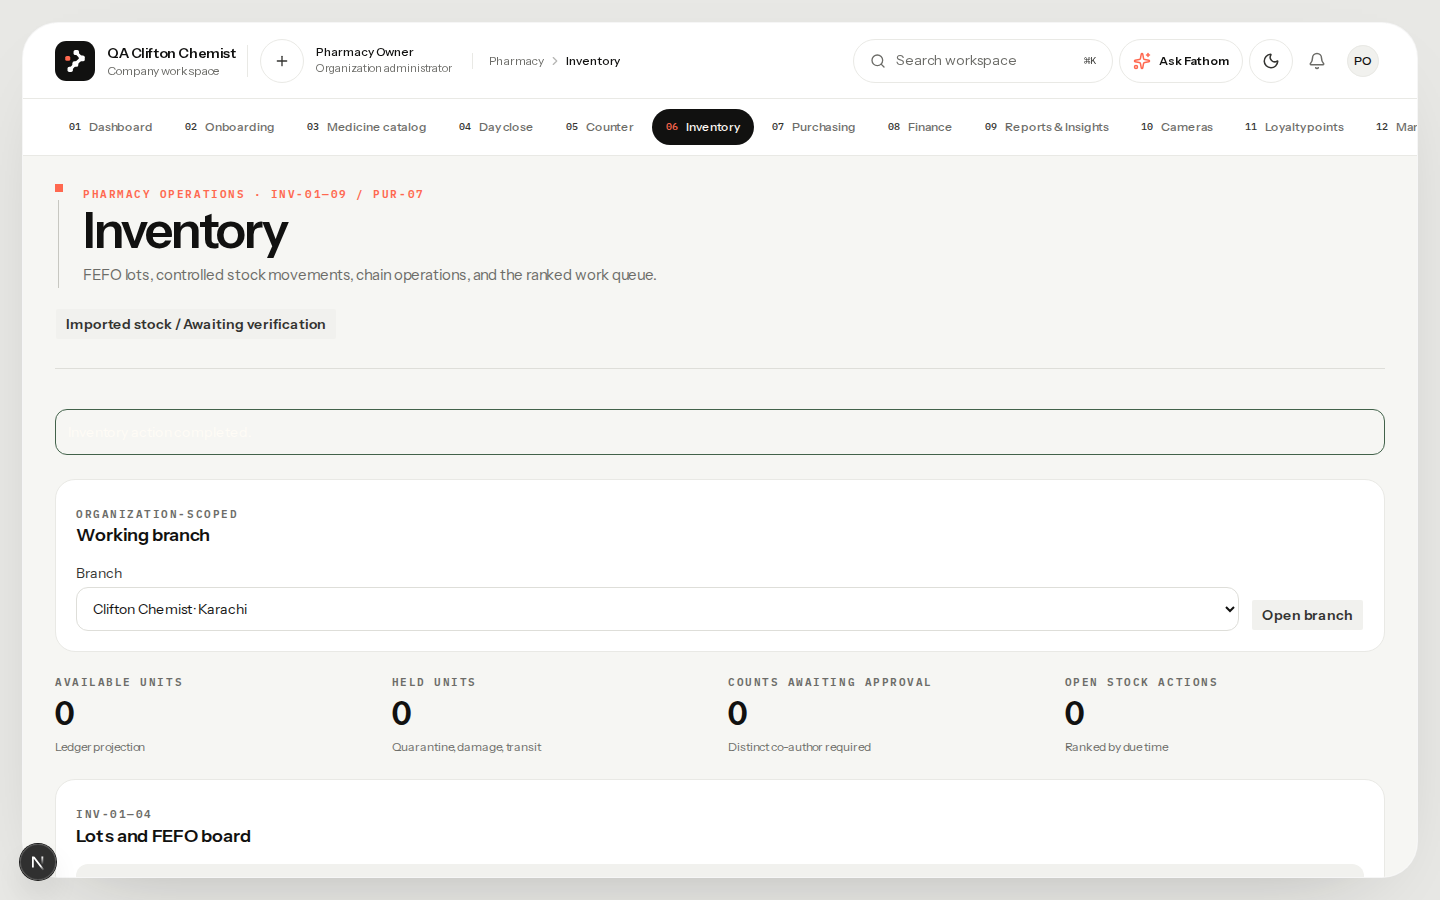 QA Clifton Chemist
Company workspace
Pharmacy Owner
Organization administrator
Pharmacy > Inventory
Search workspace ⌘K
Ask Fathom
PO
01 Dashboard
02 Onboarding
03 Medicine catalog
04 Day close
05 Counter
06 Inventory
07 Purchasing
08 Finance
09 Reports & Insights
10 Cameras
11 Loyalty points
12 Mar
PHARMACY OPERATIONS · INV-01—09 / PUR-07
Inventory
FEFO lots, controlled stock movements, chain operations, and the ranked work queue.
Imported stock / Awaiting verification
Inventory action completed.
ORGANIZATION-SCOPED
Working branch
Branch
Clifton Chemist · Karachi
Open branch
AVAILABLE UNITS
0
Ledger projection
HELD UNITS
0
Quarantine, damage, transit
COUNTS AWAITING APPROVAL
0
Distinct co-author required
OPEN STOCK ACTIONS
0
Ranked by due time
INV-01—04
Lots and FEFO board
N